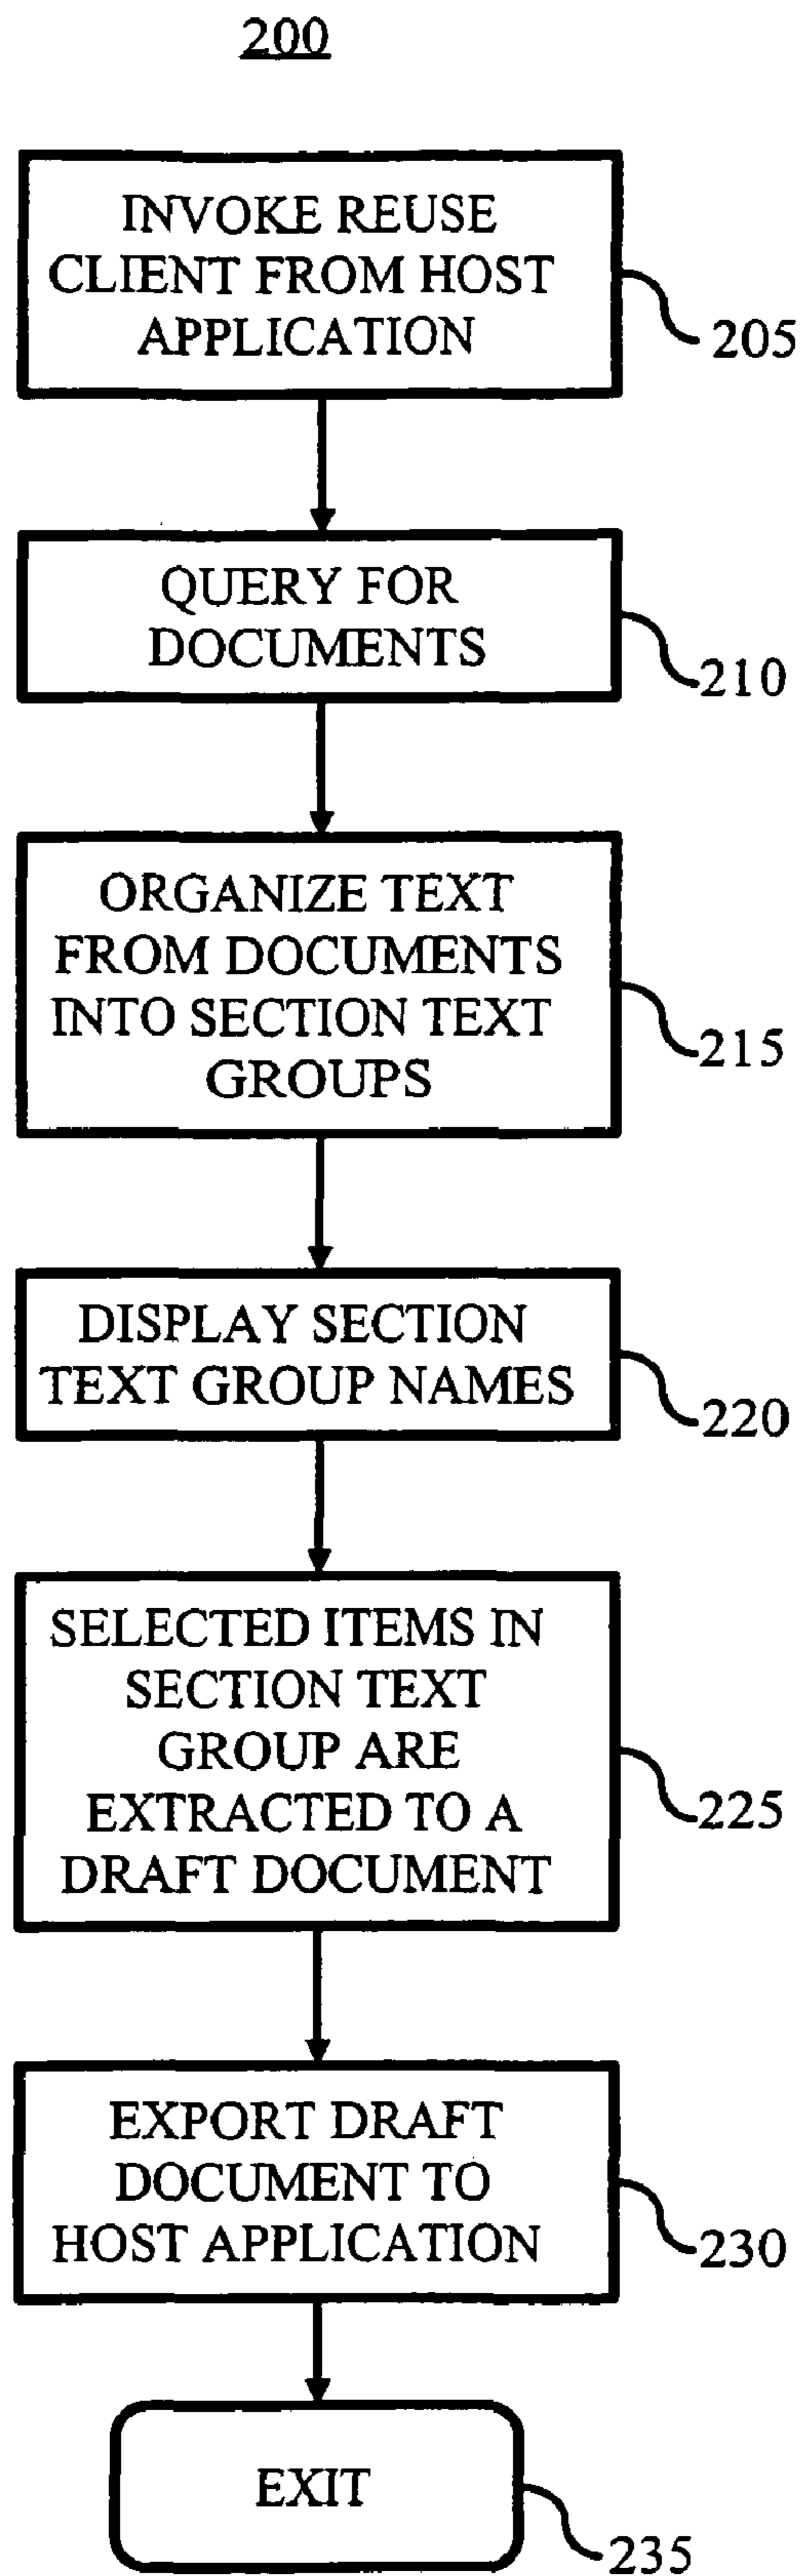 200
INVOKE REUSE
CLIENT FROM HOST
APPLICATION
205
QUERY FOR
DOCUMENTS
210
ORGANIZE TEXT
FROM DOCUMENTS
INTO SECTION TEXT
GROUPS
215
DISPLAY SECTION
TEXT GROUP NAMES
220
SELECTED ITEMS IN
SECTION TEXT
GROUP ARE
EXTRACTED TO A
DRAFT DOCUMENT
225
EXPORT DRAFT
DOCUMENT TO
HOST APPLICATION
230
EXIT
235